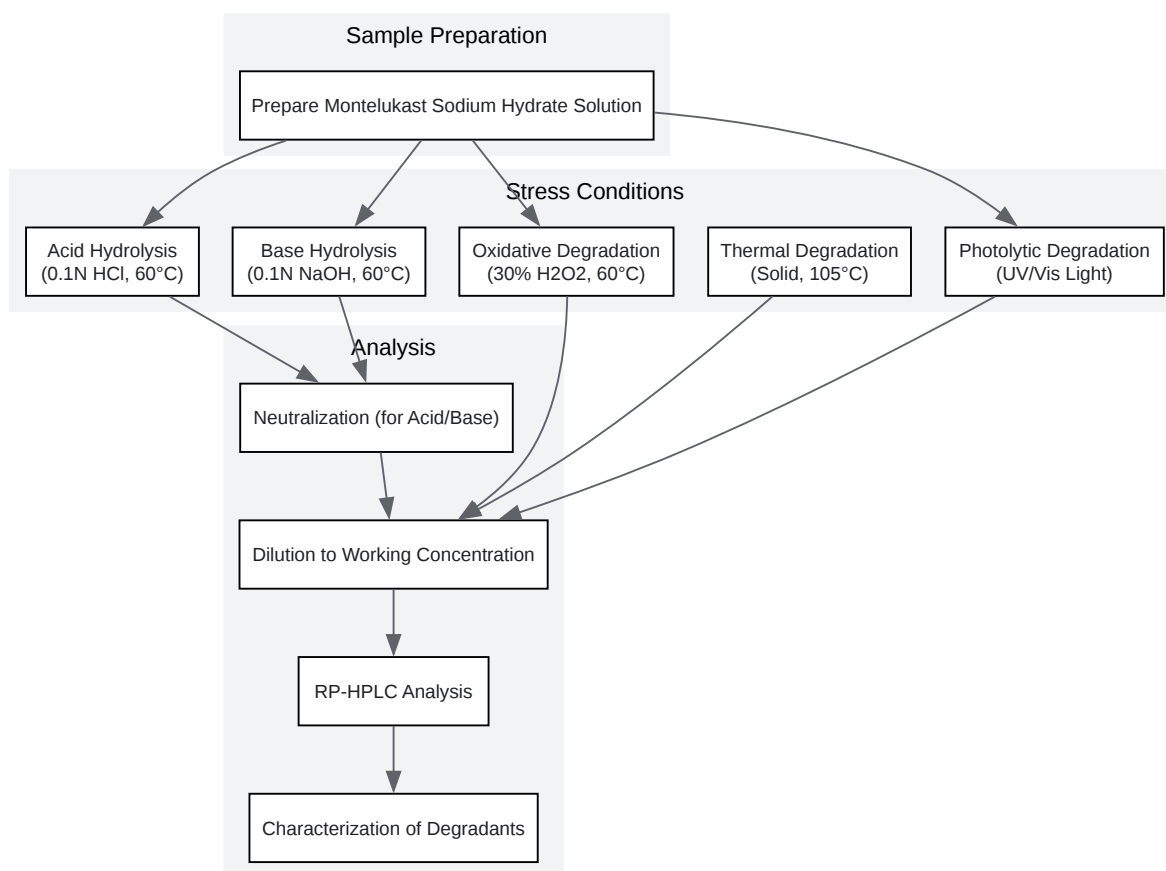 Sample Preparation
Prepare Montelukast Sodium Hydrate Solution
Stress Conditions
Acid Hydrolysis
(0.1N HCl, 60°C)
Base Hydrolysis
(0.1N NaOH, 60°C)
Oxidative Degradation
(30% H2O2, 60°C)
Thermal Degradation
(Solid, 105°C)
Photolytic Degradation
(UV/Vis Light)
Analysis
Neutralization (for Acid/Base)
Dilution to Working Concentration
RP-HPLC Analysis
Characterization of Degradants